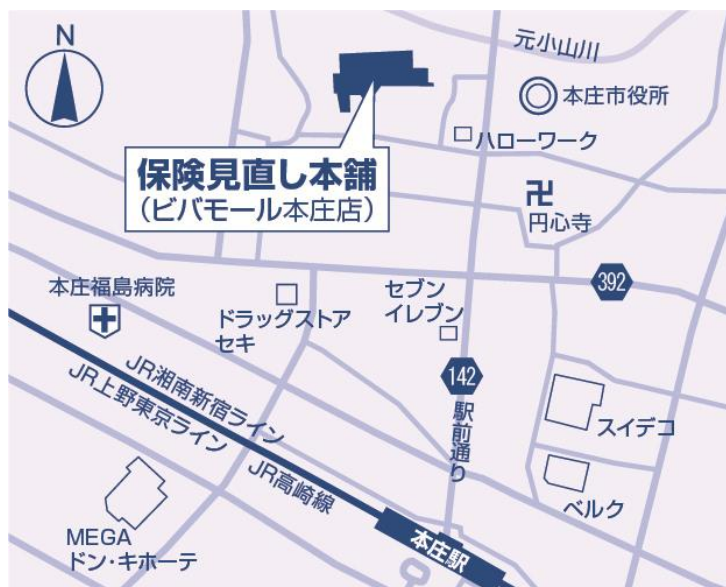 N
元小山川
本庄市役所
ハローワーク
保険見直し本舗
(ビバモール本庄店)
円心寺
392
本庄福島病院
ドラッグストア
セキ
セブン
イレブン
142
駅前通り
JR湘南新宿ライン
JR上野東京ライン
JR高崎線
スイデコ
ベルク
MEGA
ドン・キホーテ
本庄駅